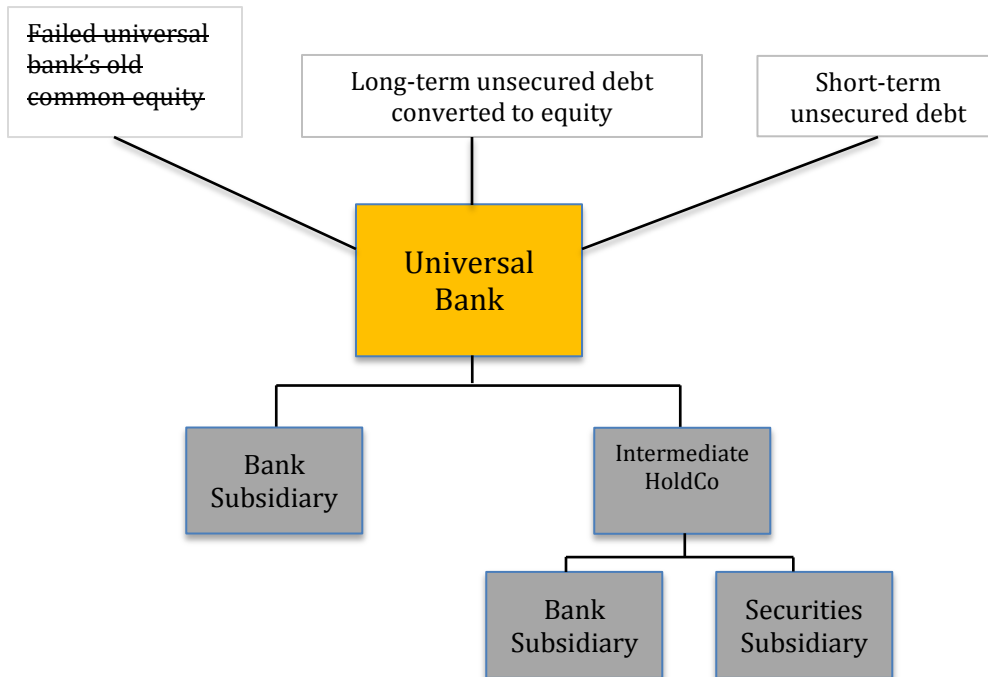 Failed universal
bank's old
common equity
Long-term unsecured debt
converted to equity
Short-term
unsecured debt
Universal
Bank
Bank
Subsidiary
Intermediate
HoldCo
Bank
Subsidiary
Securities
Subsidiary